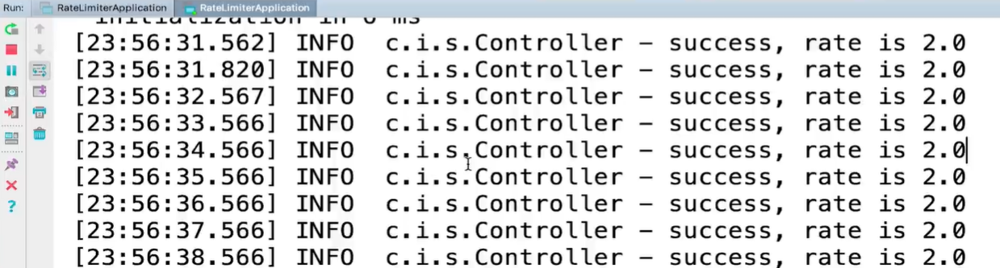 Run: RateLimiterApplication RateLimiterApplication
initialization in 6 ms
[23:56:31.562] INFO c.i.s.Controller - success, rate is 2.0
[23:56:31.820] INFO c.i.s.Controller - success, rate is 2.0
[23:56:32.567] INFO c.i.s.Controller - success, rate is 2.0
[23:56:33.566] INFO c.i.s.Controller - success, rate is 2.0
[23:56:34.566] INFO c.i.s.Controller - success, rate is 2.0
[23:56:35.566] INFO c.i.s.Controller - success, rate is 2.0
[23:56:36.566] INFO c.i.s.Controller - success, rate is 2.0
[23:56:37.566] INFO c.i.s.Controller - success, rate is 2.0
[23:56:38.566] INFO c.i.s.Controller - success, rate is 2.0